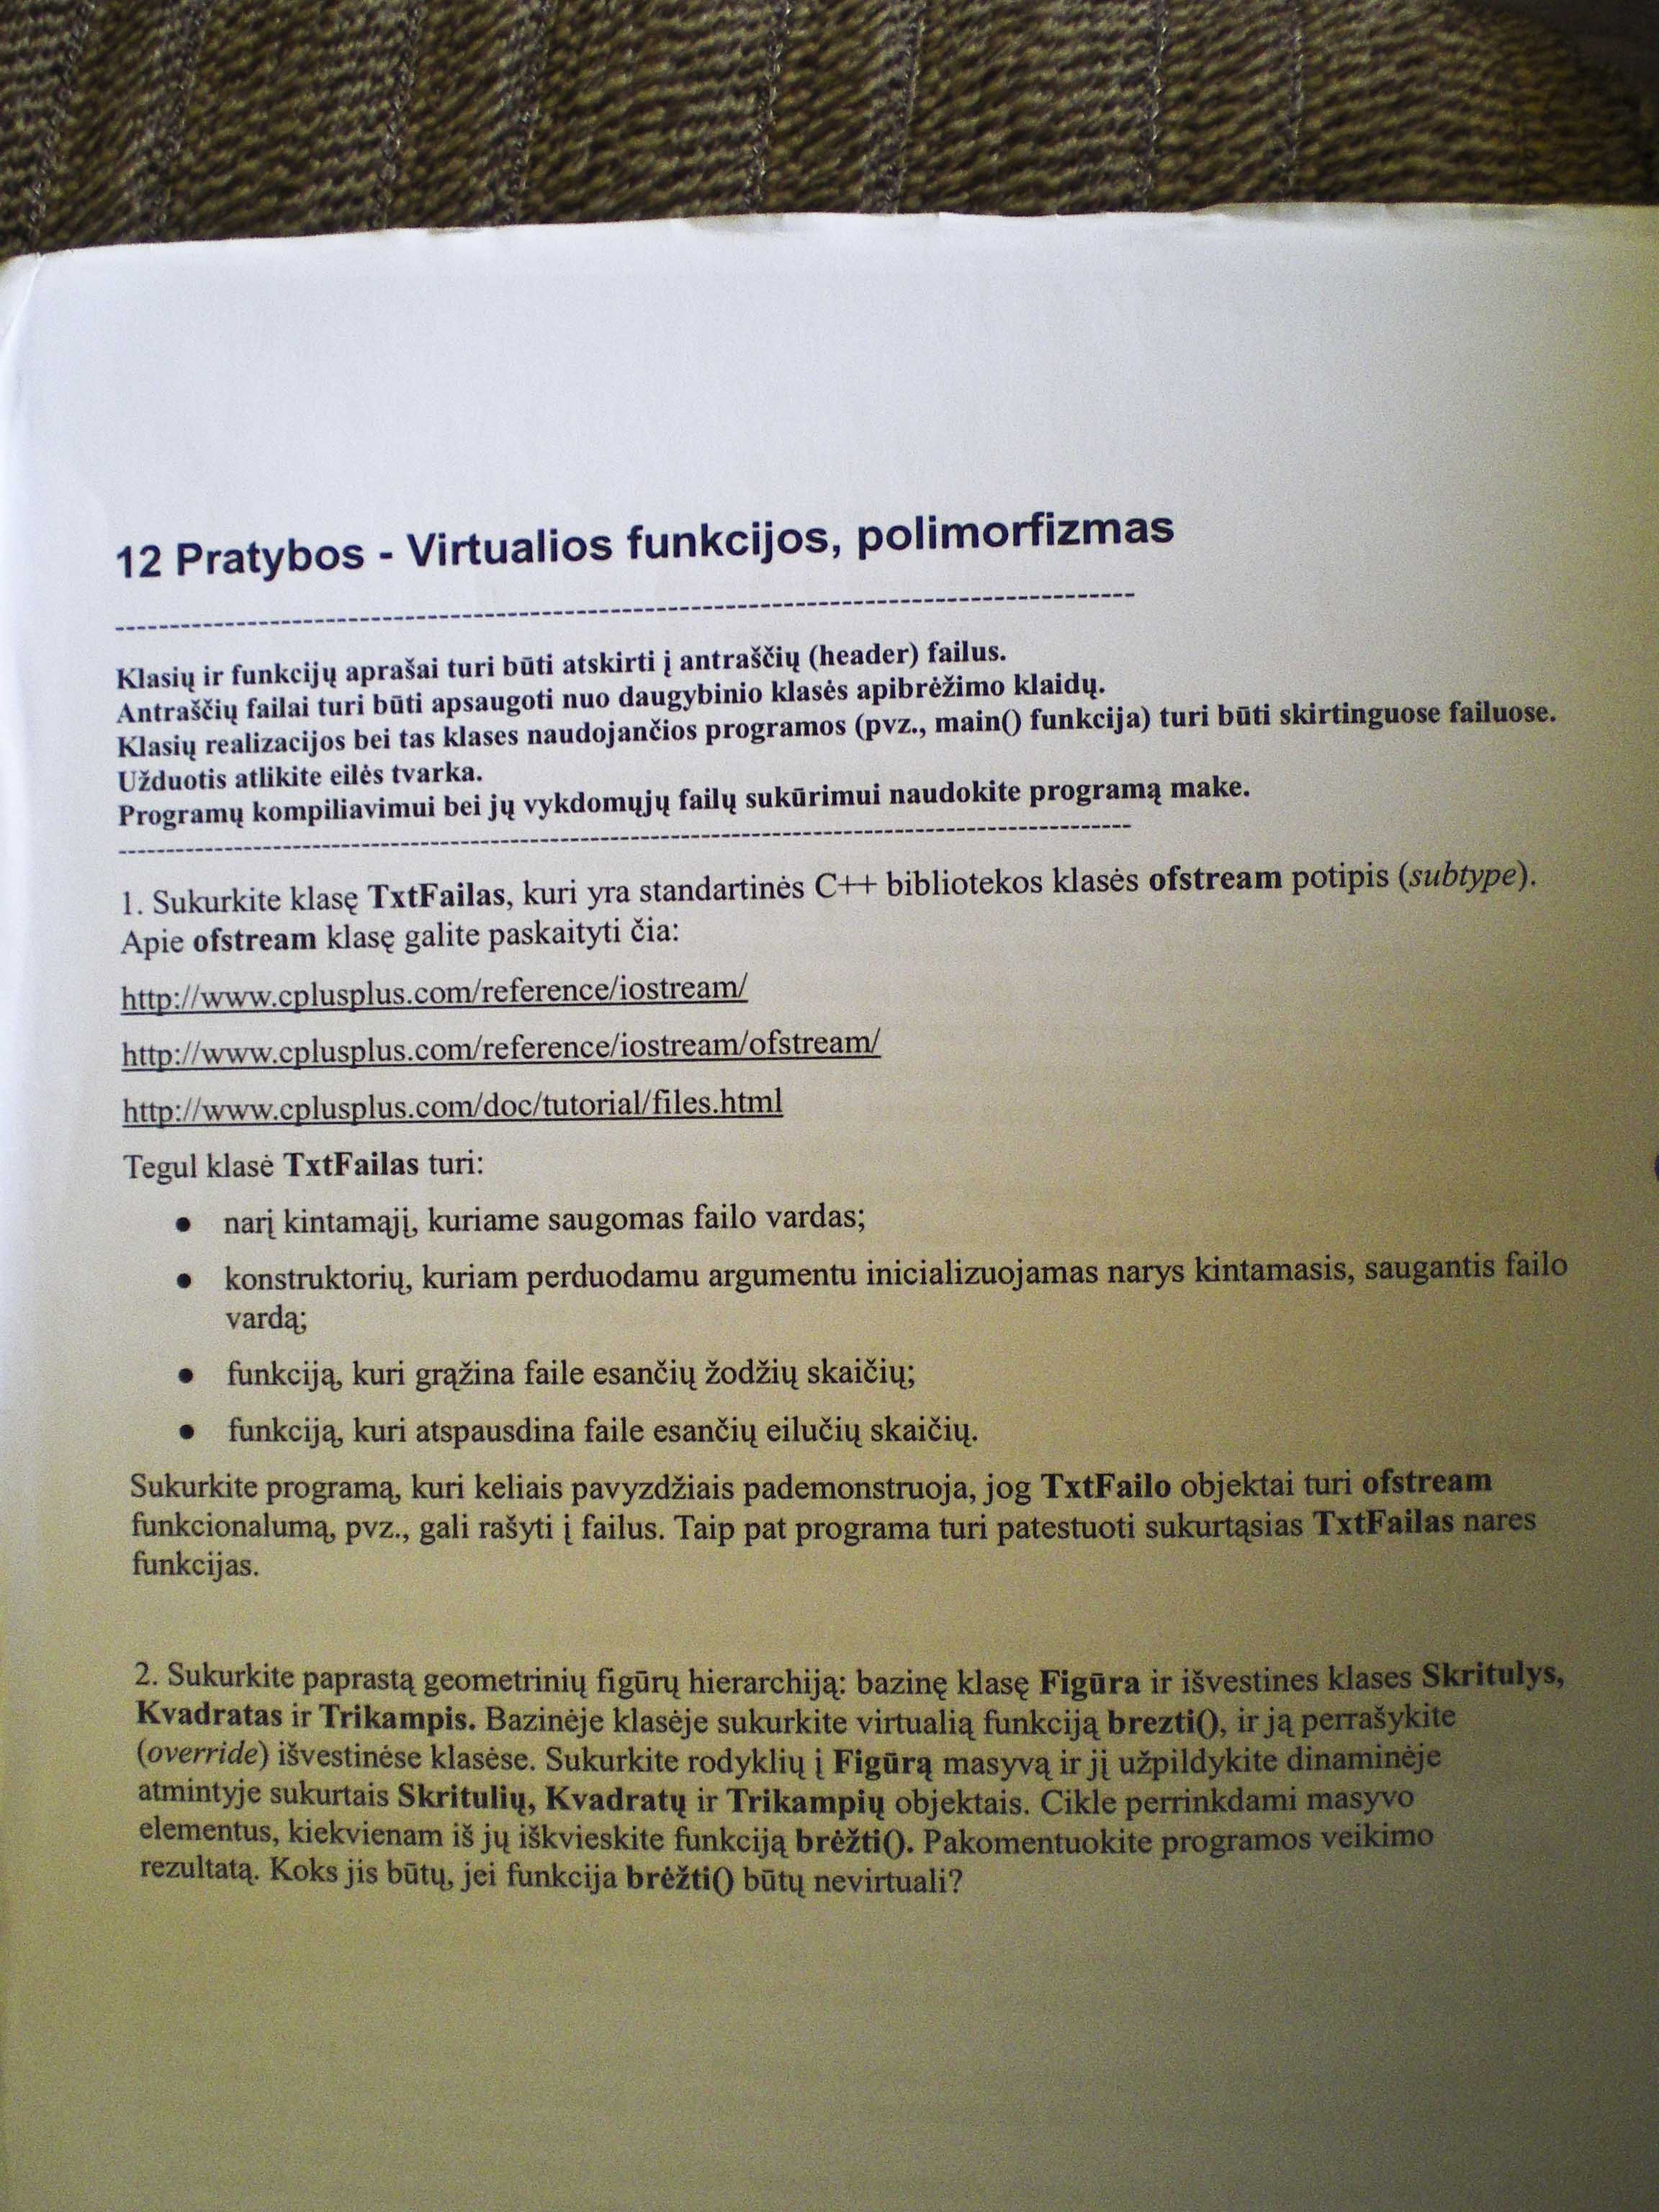 12 Pratybos - Virtualios funkcijos, polimorfizmas
-----------------------------------------------------------------------------------------------
Klasių ir funkcijų aprašai turi būti atskirti į antraščių (header) failus.
Antraščių failai turi būti apsaugoti nuo daugybinio klasės apibrėžimo klaidų.
Klasių realizacijos bei tas klases naudojančios programos (pvz., main() funkcija) turi būti skirtinguose failuose.
Užduotis atlikite eilės tvarka.
Programų kompiliavimui bei jų vykdomųjų failų sukūrimui naudokite programą make.
-----------------------------------------------------------------------------------------------
1. Sukurkite klasę TxtFailas, kuri yra standartinės C++ bibliotekos klasės ofstream potipis (subtype).
Apie ofstream klasę galite paskaityti čia:
http://www.cplusplus.com/reference/iostream/
http://www.cplusplus.com/reference/iostream/ofstream/
http://www.cplusplus.com/doc/tutorial/files.html
Tegul klasė TxtFailas turi:
● narį kintamąjį, kuriame saugomas failo vardas;
● konstruktorių, kuriam perduodamu argumentu inicializuojamas narys kintamasis, saugantis failo
vardą;
● funkciją, kuri grąžina faile esančių žodžių skaičių;
● funkciją, kuri atspausdina faile esančių eilučių skaičių.
Sukurkite programą, kuri keliais pavyzdžiais pademonstruoja, jog TxtFailo objektai turi ofstream
funkcionalumą, pvz., gali rašyti į failus. Taip pat programa turi patestuoti sukurtąsias TxtFailas nares
funkcijas.
2. Sukurkite paprastą geometrinių figūrų hierarchiją: bazinę klasę Figūra ir išvestines klases Skritulys,
Kvadratas ir Trikampis. Bazinėje klasėje sukurkite virtualią funkciją brezti(), ir ją perrašykite
(override) išvestinėse klasėse. Sukurkite rodyklių į Figūrą masyvą ir jį užpildykite dinaminėje
atmintyje sukurtais Skritulių, Kvadratų ir Trikampių objektais. Cikle perrinkdami masyvo
elementus, kiekvienam iš jų iškvieskite funkciją brėžti(). Pakomentuokite programos veikimo
rezultatą. Koks jis būtų, jei funkcija brėžti() būtų nevirtuali?